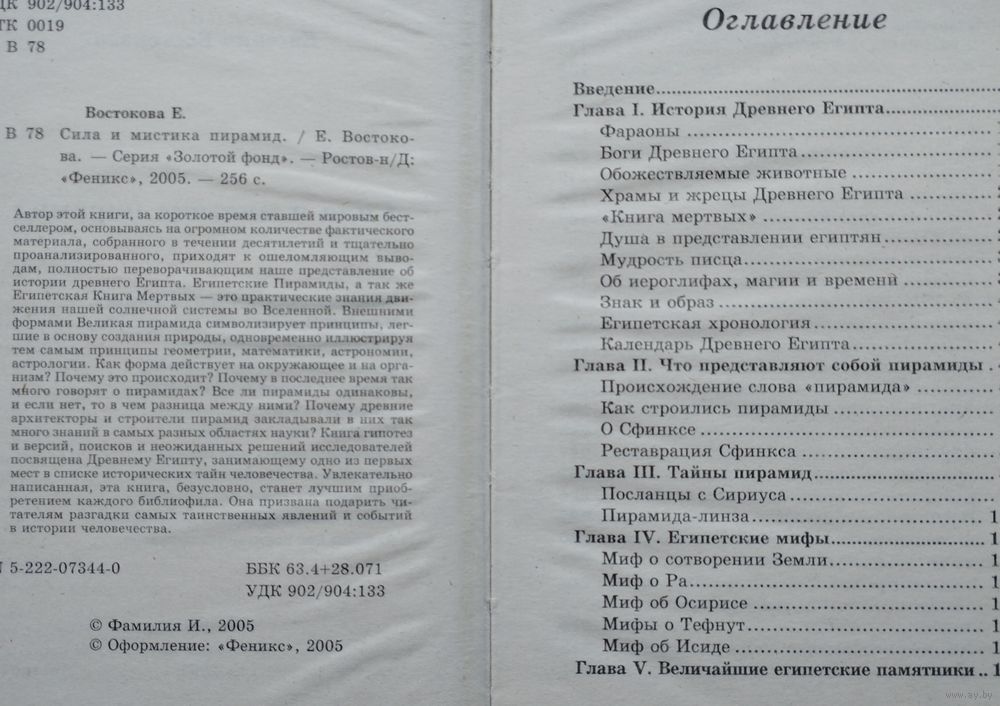 ДК 902/904:133
ТК 0019
В 78
Востокова Е.
В 78 Сила и мистика пирамид. / Е. Востоко-
ва. — Серия «Золотой фонд». — Ростов-н/Д:
«Феникс», 2005. — 256 с.
Автор этой книги, за короткое время ставшей мировым бест-
селлером, основываясь на огромном количестве фактического
материала, собранного в течении десятилетий и тщательно
проанализированного, приходят к ошеломляющим выво-
дам, полностью переворачивающим наше представление об
истории древнего Египта. Египетские Пирамиды, а так же
Египетская Книга Мертвых — это практические знания дви-
жения нашей солнечной системы во Вселенной. Внешними
формами Великая пирамида символизирует принципы, лег-
шие в основу создания природы, одновременно иллюстрируя
тем самым принципы геометрии, математики, астрономии,
астрологии. Как форма действует на окружающее и на орга-
низм? Почему это происходит? Почему в последнее время так
много говорят о пирамидах? Все ли пирамиды одинаковы,
и если нет, то в чем разница между ними? Почему древние
архитекторы и строители пирамид закладывали в них так
много знаний в самых разных областях науки? Книга гипотез
и версий, поисков и неожиданных решений исследователей
посвящена Древнему Египту, занимающему одно из первых
мест в списке исторических тайн человечества. Увлекательно
написанная, эта книга, безусловно, станет лучшим приоб-
ретением каждого библиофила. Она призвана подарить чи-
тателям разгадки самых таинственных явлений и событий
в истории человечества.
5-222-07344-0
ББК 63.4+28.071
УДК 902/904:133
© Фамилия И., 2005
© Оформление: «Феникс», 2005
Оглавление
Введение
Глава I. История Древнего Египта
Фараоны
Боги Древнего Египта
Обожествляемые животные
Храмы и жрецы Древнего Египта
«Книга мертвых»
Душа в представлении египтян
Мудрость писца
Об иероглифах, магии и времени
Знак и образ
Египетская хронология
Календарь Древнего Египта
Глава II. Что представляют собой пирамиды
Происхождение слова «пирамида»
Как строились пирамиды
О Сфинксе
Реставрация Сфинкса
Глава III. Тайны пирамид
Посланцы с Сириуса
Пирамида-линза 1
Глава IV. Египетские мифы 1
Миф о сотворении Земли 1
Миф о Ра 1
Миф об Осирисе 1
Мифы о Тефнут 1
Миф об Исиде 1
Глава V. Величайшие египетские памятники .. 1
www.ay.by